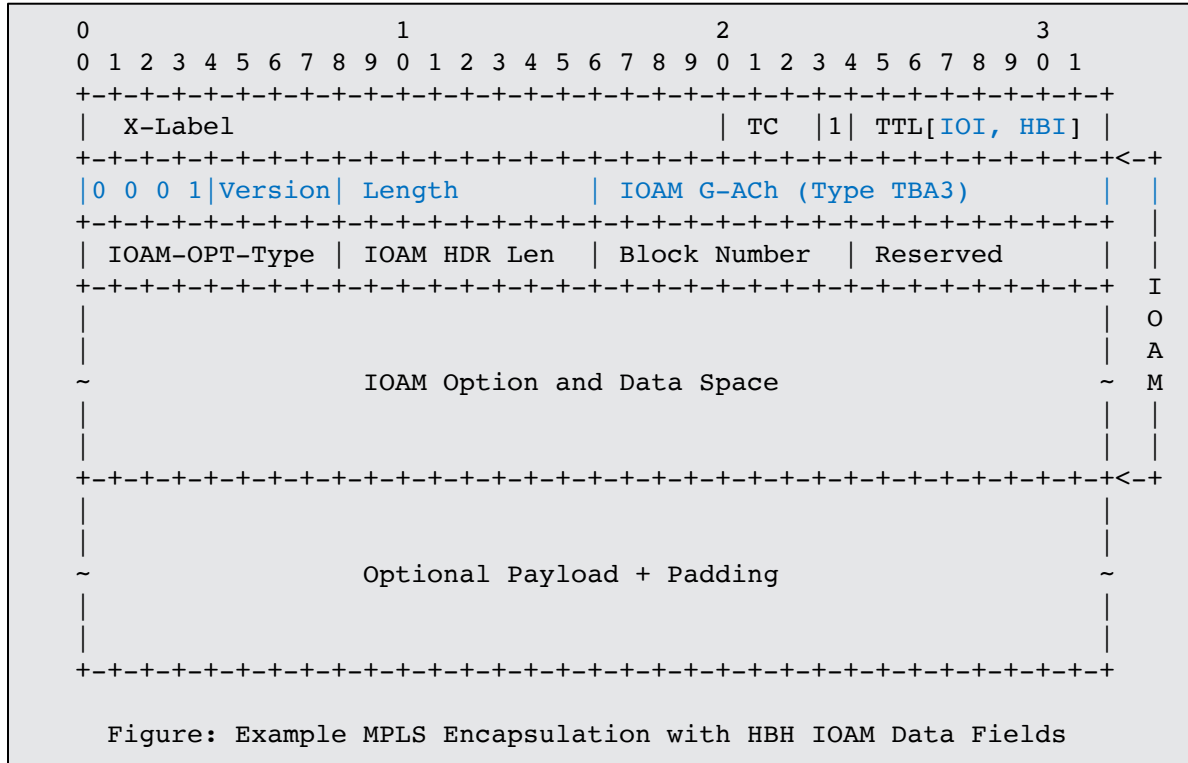 0                   1                   2                   3
0 1 2 3 4 5 6 7 8 9 0 1 2 3 4 5 6 7 8 9 0 1 2 3 4 5 6 7 8 9 0 1
+-+-+-+-+-+-+-+-+-+-+-+-+-+-+-+-+-+-+-+-+-+-+-+-+-+-+-+-+-+-+-+-+
|  X-Label                              | TC  |1| TTL[IOI, HBI] |
+-+-+-+-+-+-+-+-+-+-+-+-+-+-+-+-+-+-+-+-+-+-+-+-+-+-+-+-+-+-+-+-+<-+
|0 0 0 1|Version| Length        | IOAM G-ACh (Type TBA3)        |  |
+-+-+-+-+-+-+-+-+-+-+-+-+-+-+-+-+-+-+-+-+-+-+-+-+-+-+-+-+-+-+-+-+  |
| IOAM-OPT-Type | IOAM HDR Len  | Block Number  | Reserved      |  |
+-+-+-+-+-+-+-+-+-+-+-+-+-+-+-+-+-+-+-+-+-+-+-+-+-+-+-+-+-+-+-+-+  I
|                                                               |  O
|                                                               |  A
~                 IOAM Option and Data Space                    ~  M
|                                                               |  |
|                                                               |  |
+-+-+-+-+-+-+-+-+-+-+-+-+-+-+-+-+-+-+-+-+-+-+-+-+-+-+-+-+-+-+-+-+<-+
|                                                               |
|                                                               |
~                 Optional Payload + Padding                    ~
|                                                               |
|                                                               |
+-+-+-+-+-+-+-+-+-+-+-+-+-+-+-+-+-+-+-+-+-+-+-+-+-+-+-+-+-+-+-+-+
Figure: Example MPLS Encapsulation with HBH IOAM Data Fields